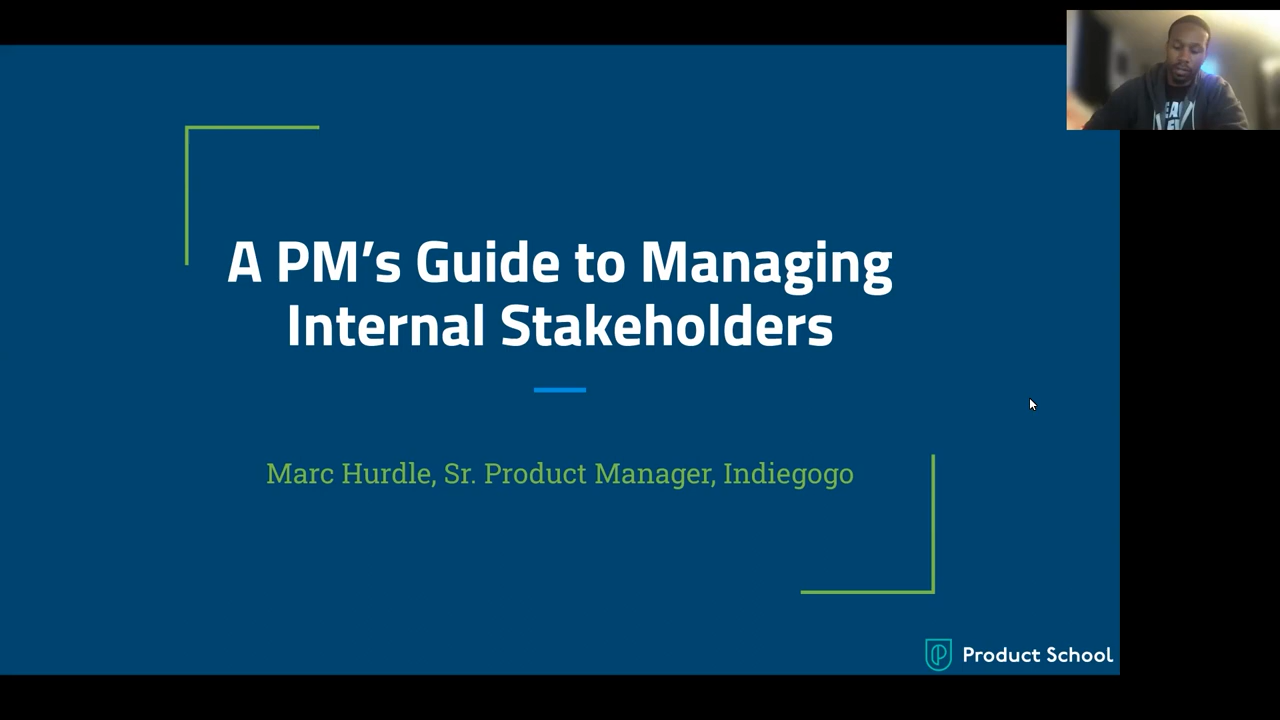 A PM’s Guide to Managing
Internal Stakeholders
Marc Hurdle, Sr. Product Manager, Indiegogo
Product School